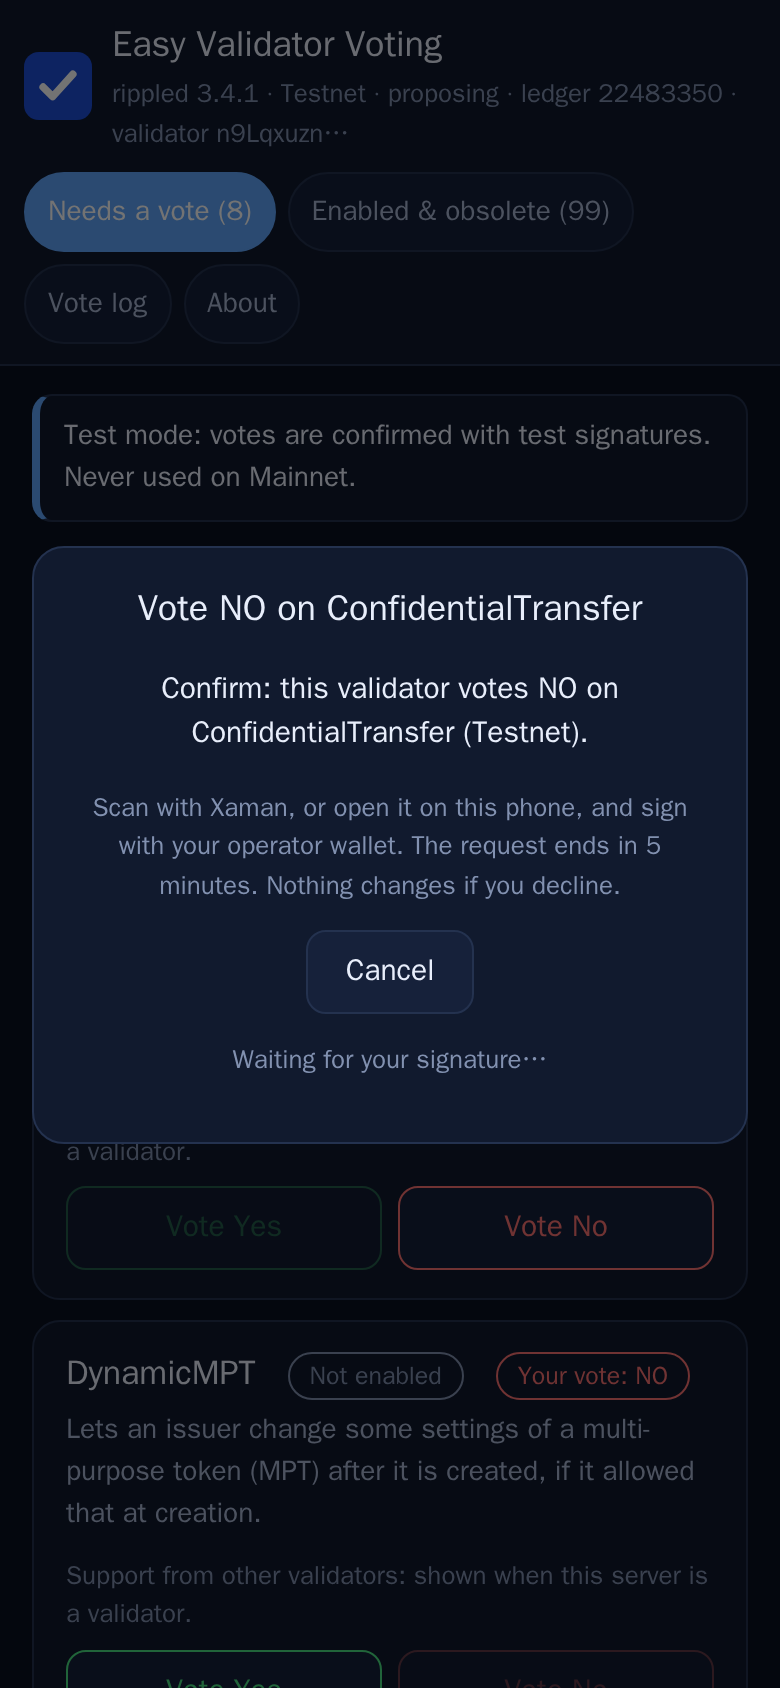 Easy Validator Voting
rippled 3.4.1 · Testnet · proposing · ledger 22483350 ·
validator n9Lqxuzn···
Needs a vote (8)
Enabled & obsolete (99)
Vote log
About
Test mode: votes are confirmed with test signatures.
Never used on Mainnet.
Vote NO on ConfidentialTransfer
Confirm: this validator votes NO on
ConfidentialTransfer (Testnet).
Scan with Xaman, or open it on this phone, and sign
with your operator wallet. The request ends in 5
minutes. Nothing changes if you decline.
Cancel
Waiting for your signature···
a validator.
Vote Yes
Vote No
DynamicMPT
Not enabled
Your vote: NO
Lets an issuer change some settings of a multi-
purpose token (MPT) after it is created, if it allowed
that at creation.
Support from other validators: shown when this server is
a validator.
Vote Yes
Vote No